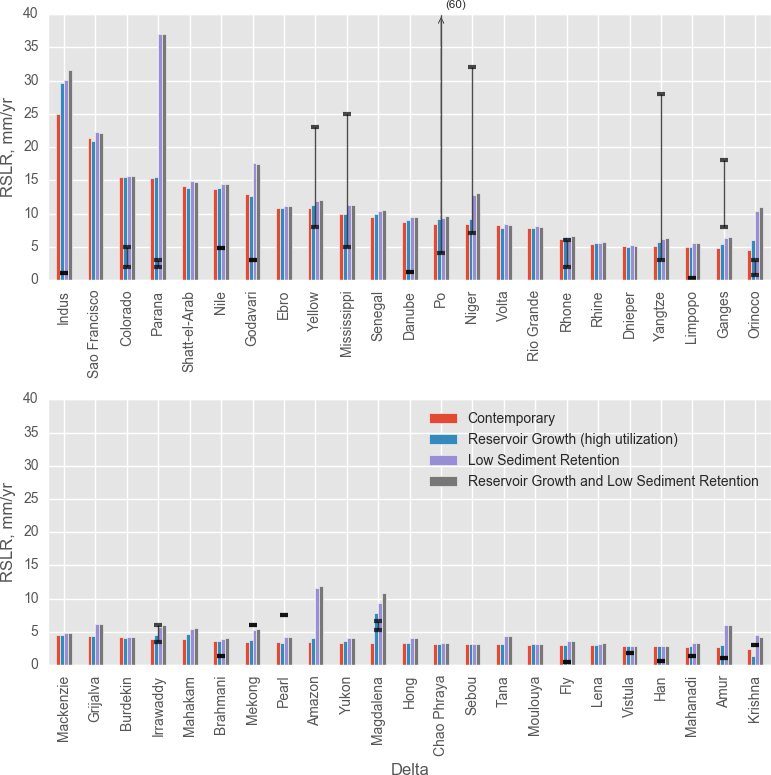 (60)
40
35
30
25
20
15
10
5
0
RSLR, mm/yr
Indus
Sao Francisco
Colorado
Parana
Shatt-el-Arab
Nile
Godavari
Ebro
Yellow
Mississippi
Senegal
Danube
Po
Niger
Volta
Rio Grande
Rhone
Rhine
Dnieper
Yangtze
Limpopo
Ganges
Orinoco
40
35
30
25
20
15
10
5
0
RSLR, mm/yr
Contemporary
Reservoir Growth (high utilization)
Low Sediment Retention
Reservoir Growth and Low Sediment Retention
Mackenzie
Grijalva
Burdekin
Irrawaddy
Mahakam
Brahmani
Mekong
Pearl
Amazon
Yukon
Magdalena
Hong
Chao Phraya
Sebou
Tana
Moulouya
Fly
Lena
Vistula
Han
Mahanadi
Amur
Krishna
Delta